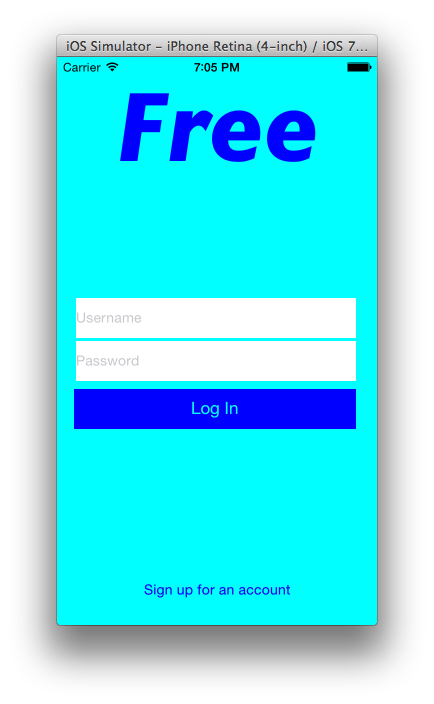 iOS Simulator – iPhone Retina (4-inch) / iOS 7...
Carrier 7:05 PM
Free
Username
Password
Log In
Sign up for an account